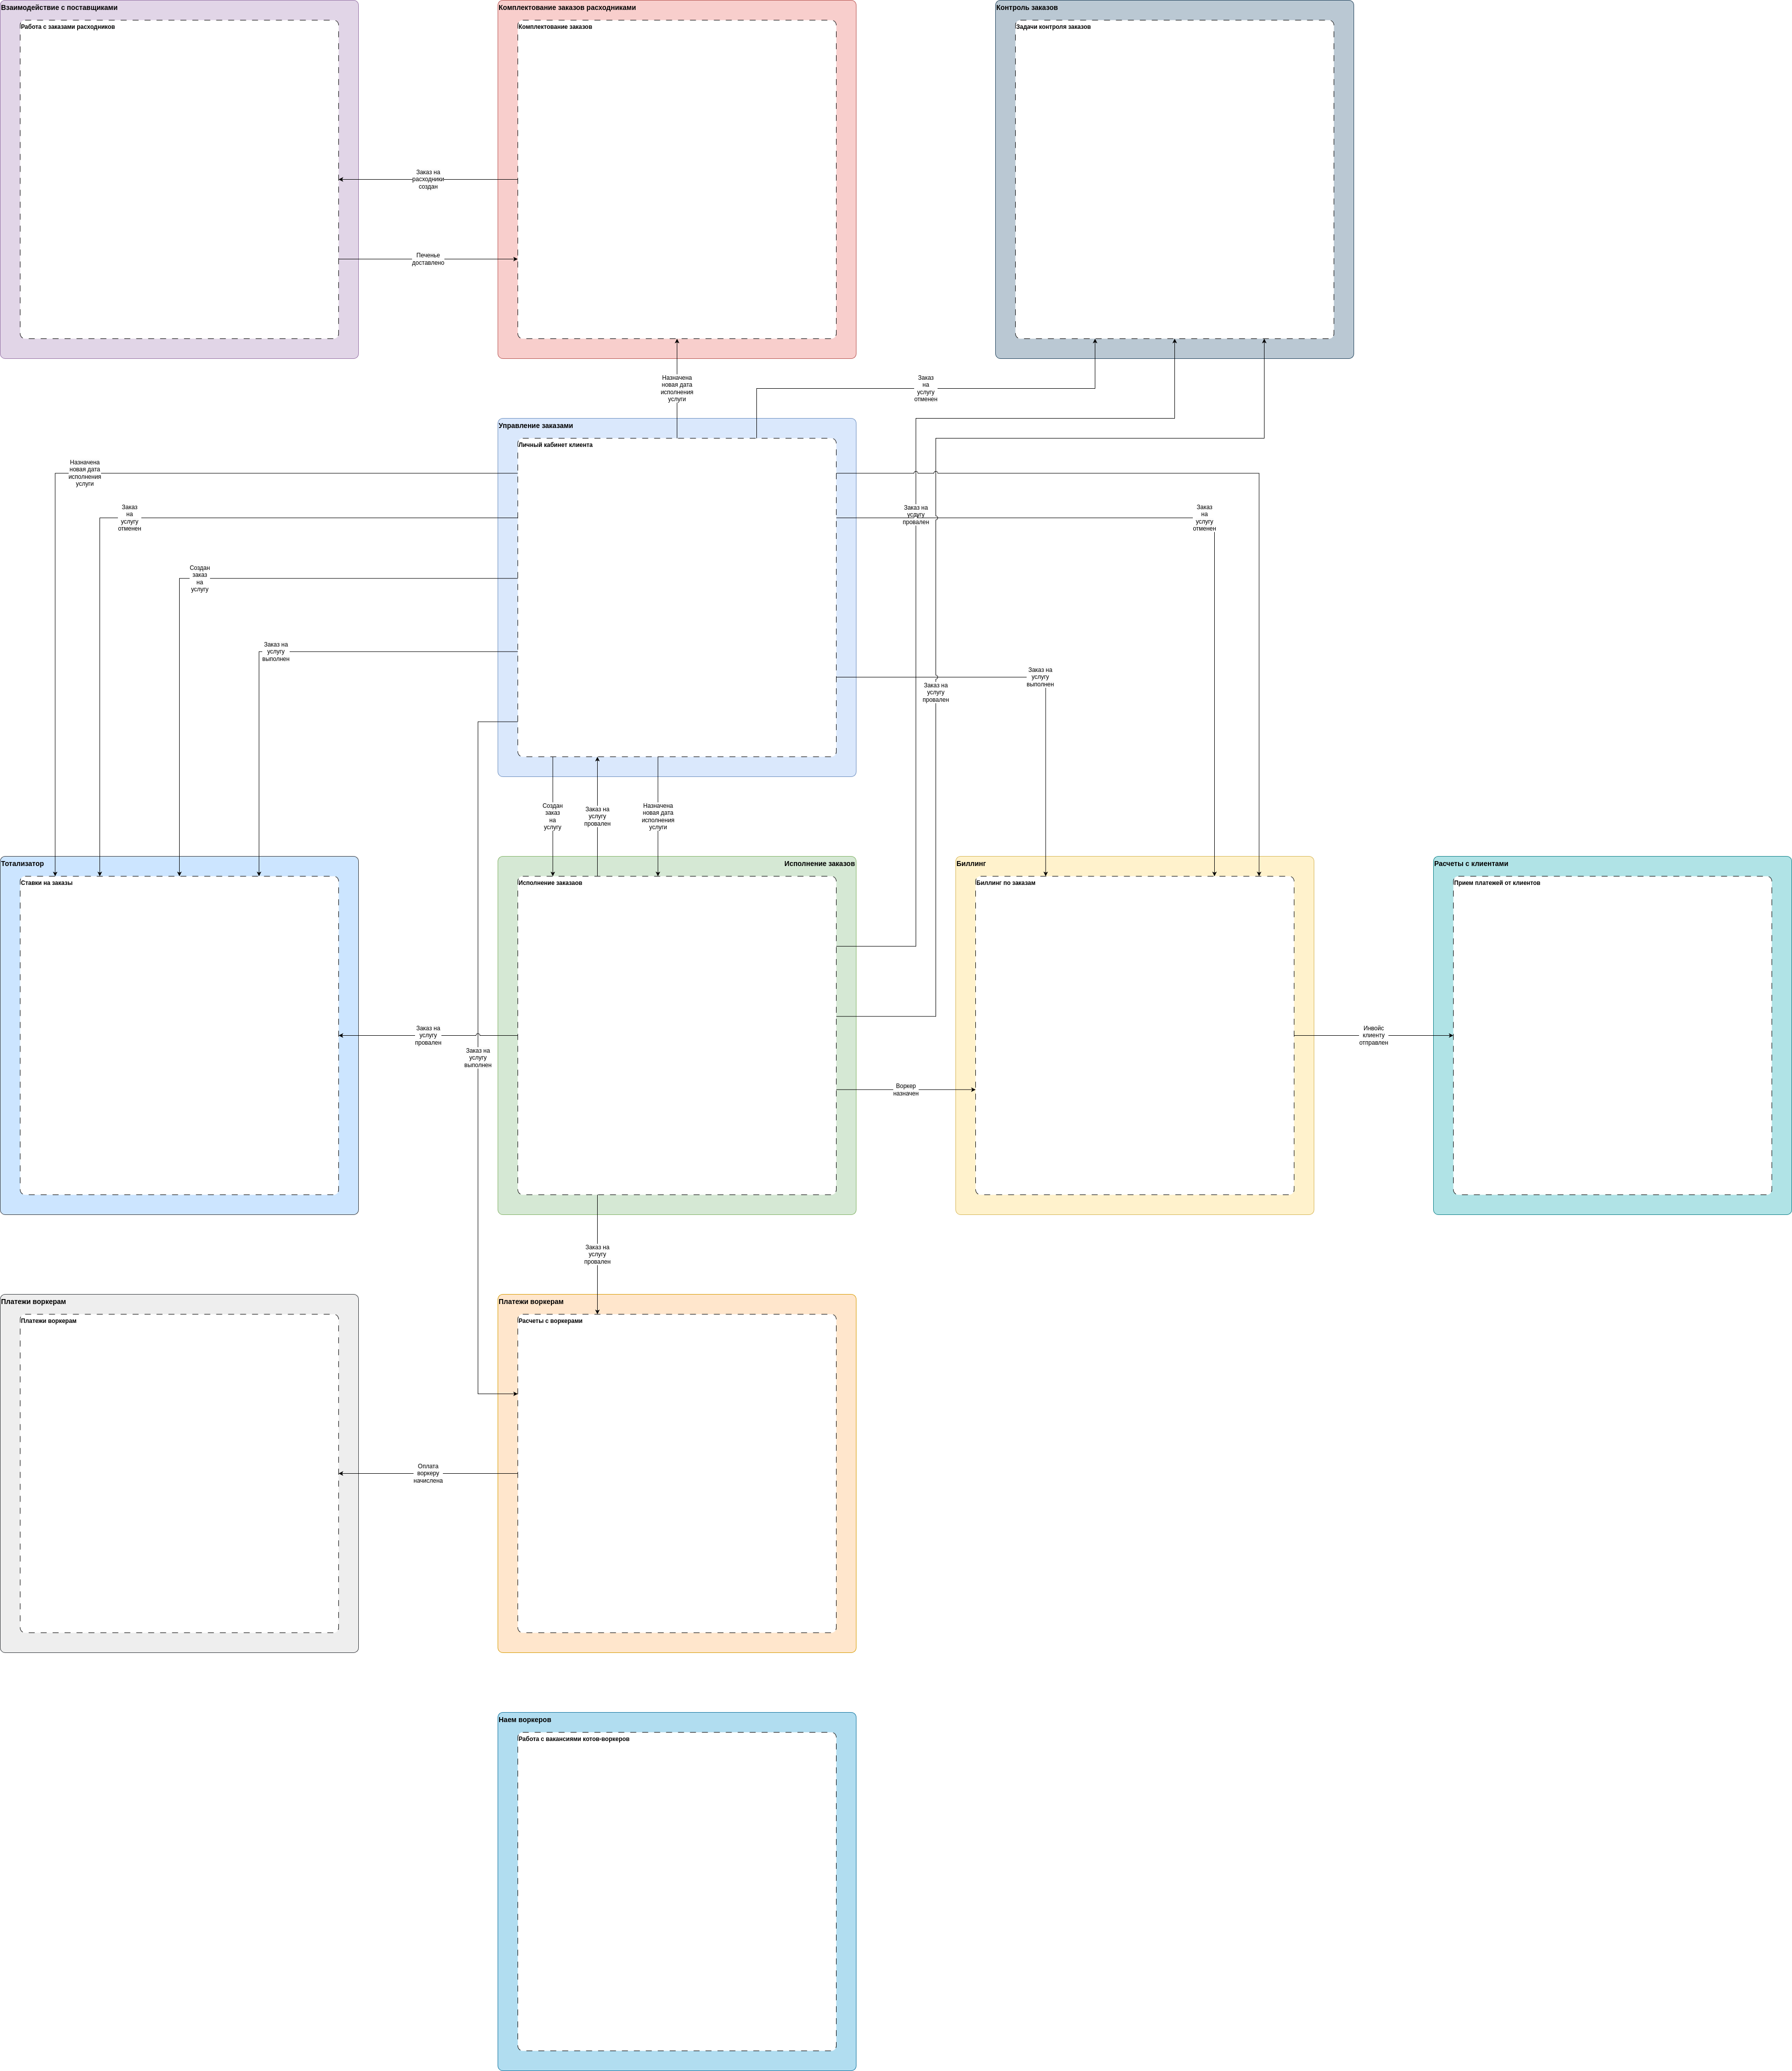 Взаимодействие с поставщиками
Работа с заказами расходников
Комплектование заказов расходниками
Комплектование заказов
Контроль заказов
Задачи контроля заказов
Заказ на
расходники
создан
Печенье
доставлено
Назначена
новая дата
исполнения
услуги
Заказ
на
услугу
отменен
Управление заказами
Личный кабинет клиента
Назначена
новая дата
исполнения
услуги
Заказ
на
услугу
отменен
Создан
заказ
на
услугу
Заказ на
услугу
выполнен
Заказ на
услугу
провален
Заказ
на
услугу
отменен
Заказ на
услугу
выполнен
Заказ на
услугу
провален
Создан
заказ
на
услугу
Заказ на
услугу
провален
Назначена
новая дата
исполнения
услуги
Тотализатор
Ставки на заказы
Исполнение заказов
Исполнение заказаов
Биллинг
Биллинг по заказам
Расчеты с клиентами
Прием платежей от клиентов
Заказ на
услугу
провален
Заказ на
услугу
выполнен
Воркер
назначен
Инвойс
клиенту
отправлен
Заказ на
услугу
провален
Платежи воркерам
Платежи воркерам
Платежи воркерам
Расчеты с воркерами
Оплата
воркеру
начислена
Наем воркеров
Работа с вакансиями котов-воркеров